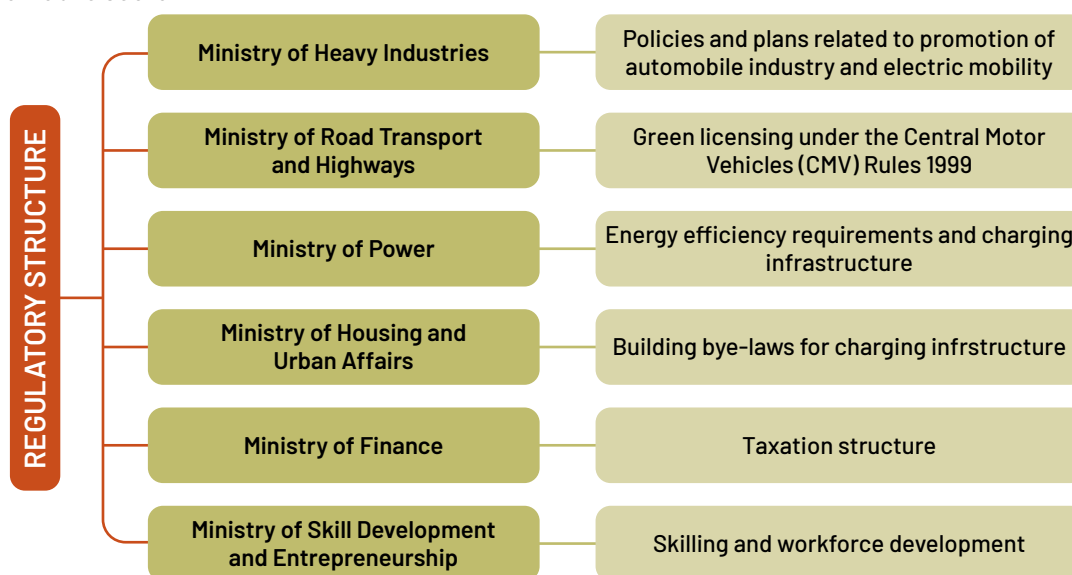 REGULATORY STRUCTURE
Ministry of Heavy Industries
Policies and plans related to promotion of
automobile industry and electric mobility
Ministry of Road Transport
and Highways
Green licensing under the Central Motor
Vehicles (CMV) Rules 1999
Ministry of Power
Energy efficiency requirements and charging
infrastructure
Ministry of Housing and
Urban Affairs
Building bye-laws for charging infrstructure
Ministry of Finance
Taxation structure
Ministry of Skill Development
and Entrepreneurship
Skilling and workforce development